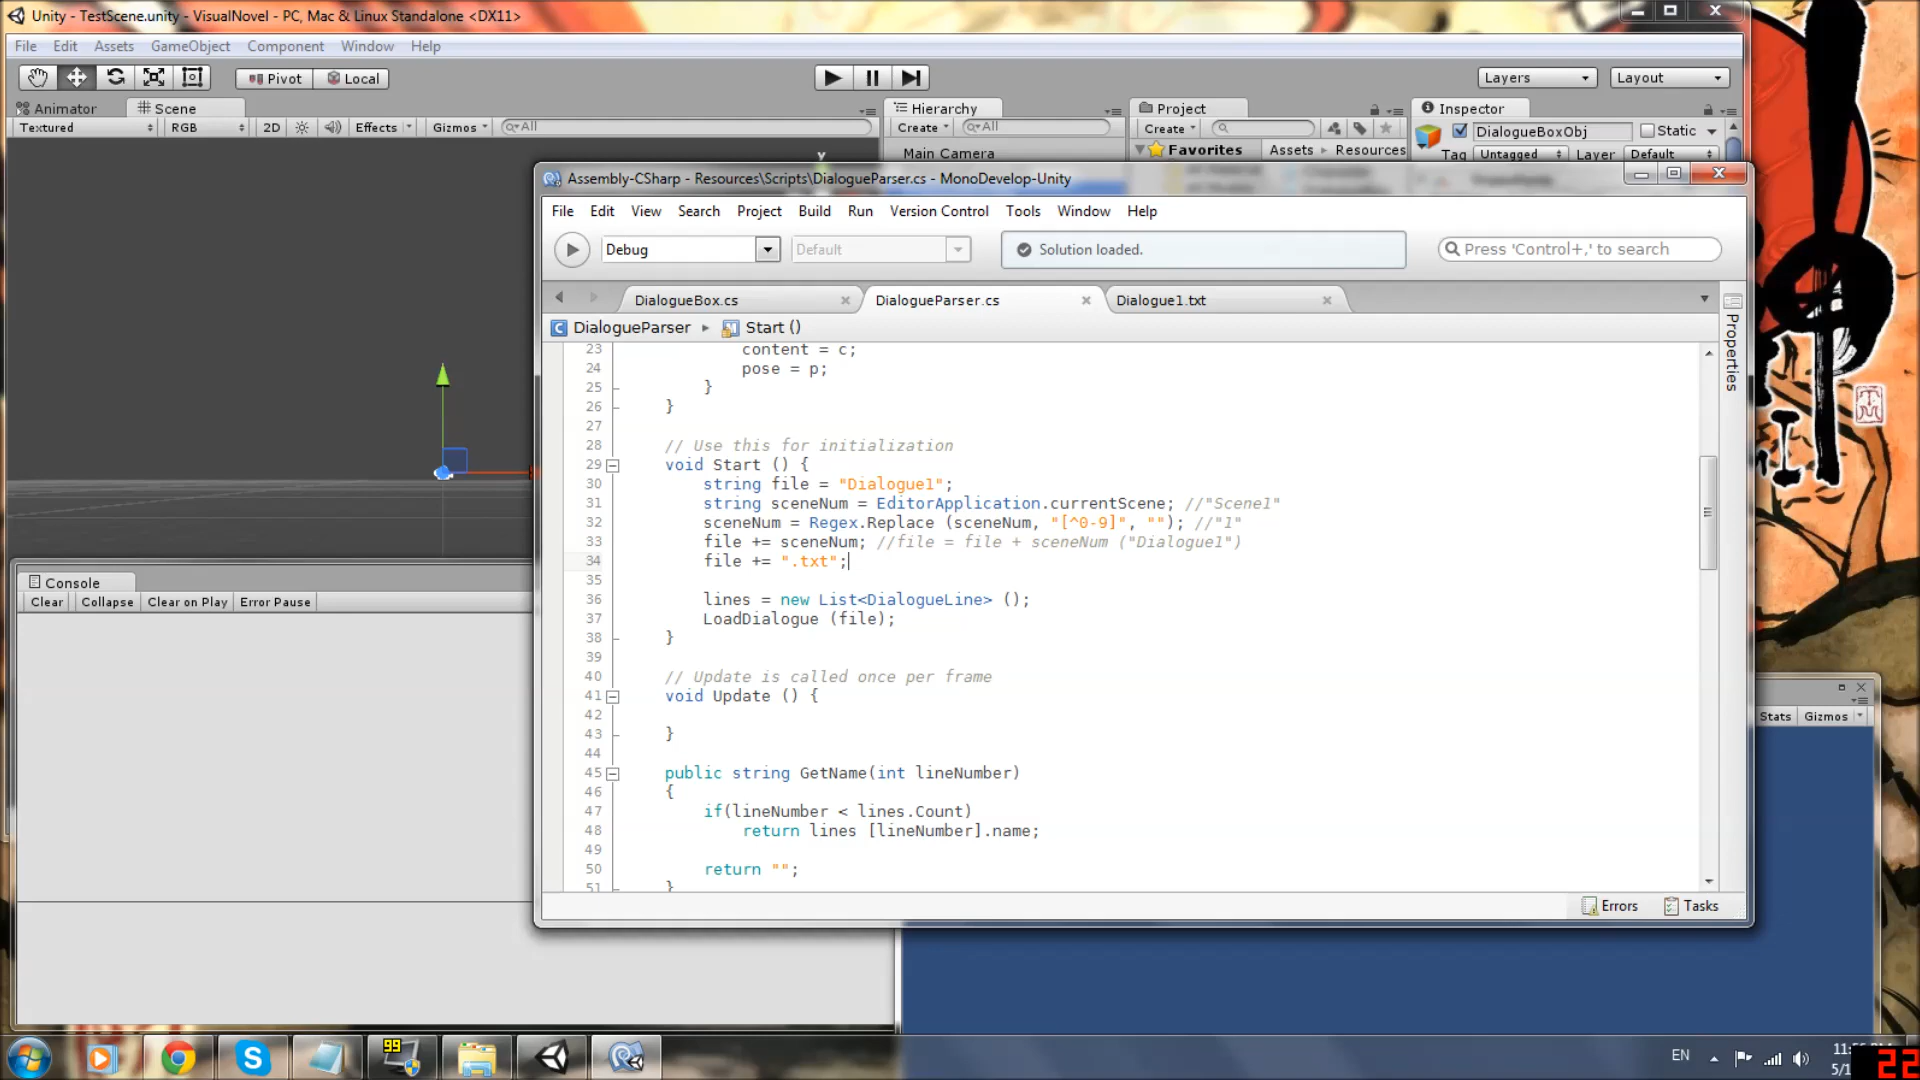 Unity - TestScene.unity - VisualNovel - PC, Mac & Linux Standalone <DX11>
File Edit Assets GameObject Component Window Help
Pivot Local Layers Layout
Animator Scene Hierarchy Project Inspector
Textured RGB 2D Effects Gizmos All Create All Create DialogueBoxObj Static
Main Camera Favorites Assets Resources Tag Untagged Layer Default
Assembly-CSharp - Resources\Scripts\DialogueParser.cs - MonoDevelop-Unity
File Edit View Search Project Build Run Version Control Tools Window Help
Debug Default Solution loaded. Press 'Control+,' to search
DialogueBox.cs DialogueParser.cs Dialogue1.txt
DialogueParser Start ()
Properties
23 content = c;
24 pose = p;
25 }
26 }
27
28 // Use this for initialization
29 void Start () {
30 string file = "Dialogue1";
31 string sceneNum = EditorApplication.currentScene; //"Scene1"
32 sceneNum = Regex.Replace (sceneNum, "[^0-9]", ""); //"1"
33 file += sceneNum; //file = file + sceneNum ("Dialogue1")
34 file += ".txt";
35
36 lines = new List<DialogueLine> ();
37 LoadDialogue (file);
38 }
39
40 // Update is called once per frame
41 void Update () {
42
43 }
44
45 public string GetName(int lineNumber)
46 {
47 if(lineNumber < lines.Count)
48 return lines [lineNumber].name;
49
50 return "";
51 }
Errors Tasks
Console
Clear Collapse Clear on Play Error Pause
Stats Gizmos
99
EN
5/1
22